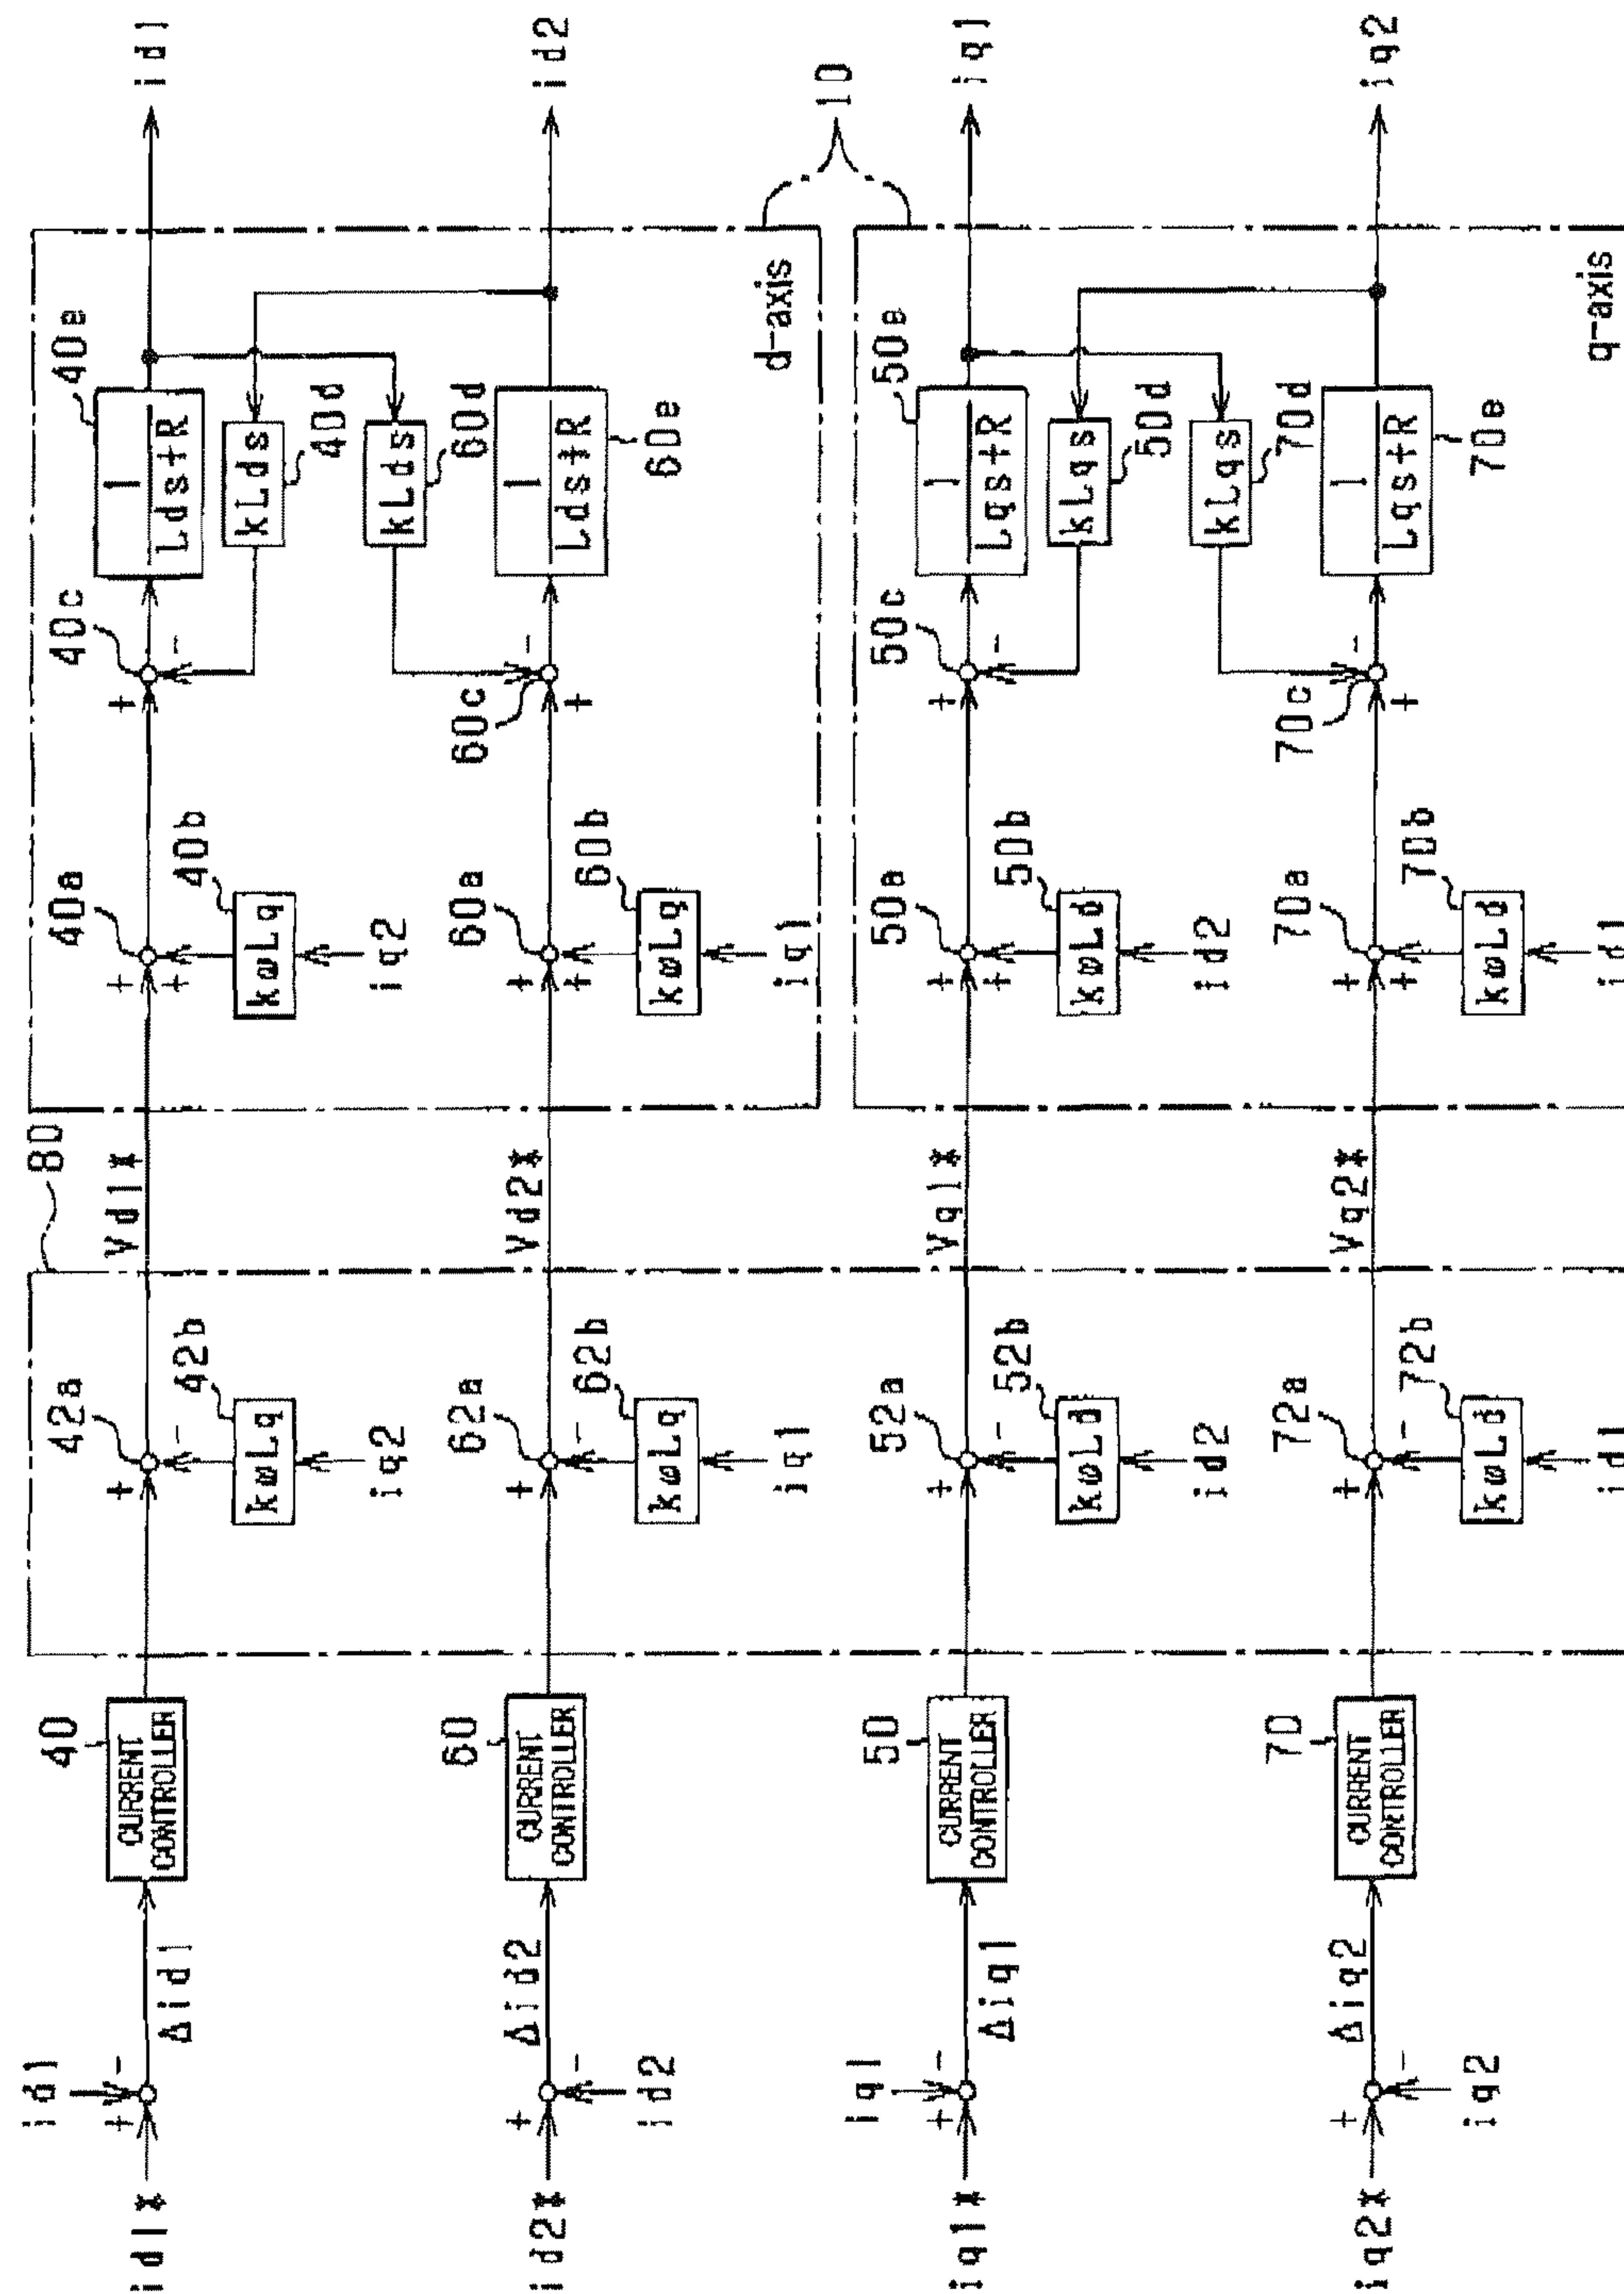 id1*
+
-
id1
Δid1
40
CURRENT
CONTROLLER
80
42a
+
-
42b
kωLq
iq2
Vd1*
40a
+
+
40b
kωLq
iq2
40c
+
-
40e
1
Lds+R
kLds
40d
id1
id2*
+
-
id2
Δid2
60
CURRENT
CONTROLLER
62a
+
-
62b
kωLq
iq1
Vd2*
60a
+
+
60b
kωLq
iq1
60c
+
-
kLds
60d
1
Lds+R
60e
d-axis
id2
10
iq1*
+
-
iq1
Δiq1
50
CURRENT
CONTROLLER
52a
+
-
52b
kωLd
id2
Vq1*
50a
+
+
50b
kωLd
id2
50c
+
-
50e
1
Lqs+R
kLqs
50d
iq1
iq2*
+
-
iq2
Δiq2
70
CURRENT
CONTROLLER
72a
+
-
72b
kωLd
id1
Vq2*
70a
+
+
70b
kωLd
id1
70c
+
-
kLqs
70d
1
Lqs+R
70e
q-axis
iq2